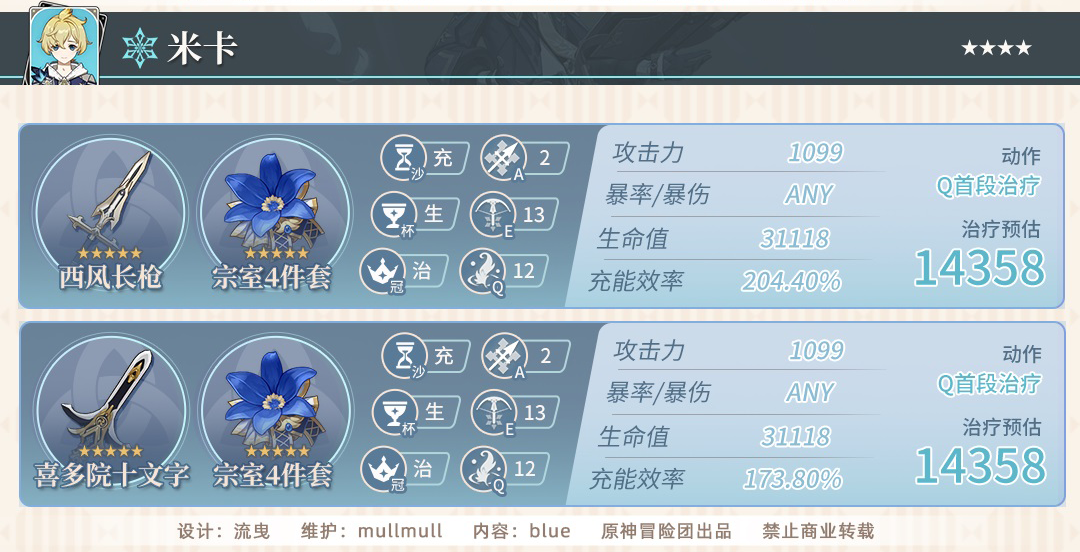 米卡
★★★★
西风长枪
宗室4件套
沙 充
A 2
杯 生
E 13
冠 治
Q 12
攻击力 1099
暴率/暴伤 ANY
生命值 31118
充能效率 204.40%
动作
Q首段治疗
治疗预估
14358
喜多院十文字
宗室4件套
沙 充
A 2
杯 生
E 13
冠 治
Q 12
攻击力 1099
暴率/暴伤 ANY
生命值 31118
充能效率 173.80%
动作
Q首段治疗
治疗预估
14358
设计：流曳 维护：mullmull 内容：blue 原神冒险团出品 禁止商业转载